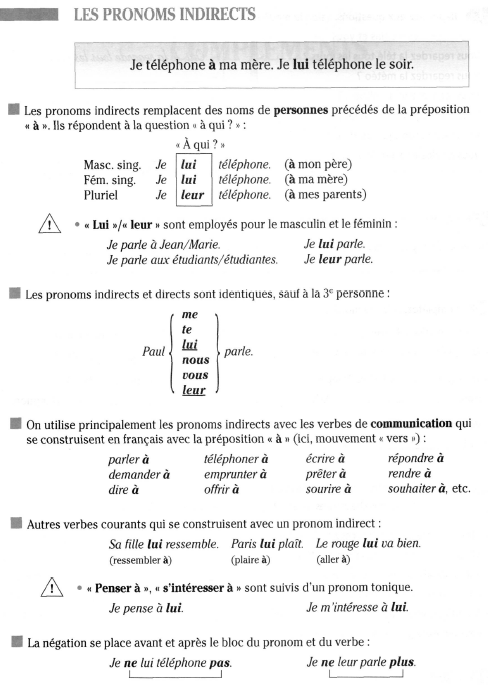 LES PRONOMS INDIRECTS
Je téléphone à ma mère. Je lui téléphone le soir.
Les pronoms indirects remplacent des noms de personnes précédés de la préposition
« à ». Ils répondent à la question « à qui ? » :
« À qui ? »
Masc. sing. Je lui téléphone. (à mon père)
Fém. sing. Je lui téléphone. (à ma mère)
Pluriel Je leur téléphone. (à mes parents)
• « Lui »/« leur » sont employés pour le masculin et le féminin :
Je parle à Jean/Marie. Je lui parle.
Je parle aux étudiants/étudiantes. Je leur parle.
Les pronoms indirects et directs sont identiques, sauf à la 3e personne :
me
te
Paul lui parle.
nous
vous
leur
On utilise principalement les pronoms indirects avec les verbes de communication qui
se construisent en français avec la préposition « à » (ici, mouvement « vers ») :
parler à téléphoner à écrire à répondre à
demander à emprunter à prêter à rendre à
dire à offrir à sourire à souhaiter à, etc.
Autres verbes courants qui se construisent avec un pronom indirect :
Sa fille lui ressemble. Paris lui plaît. Le rouge lui va bien.
(ressembler à) (plaire à) (aller à)
• « Penser à », « s'intéresser à » sont suivis d'un pronom tonique.
Je pense à lui. Je m'intéresse à lui.
La négation se place avant et après le bloc du pronom et du verbe :
Je ne lui téléphone pas. Je ne leur parle plus.